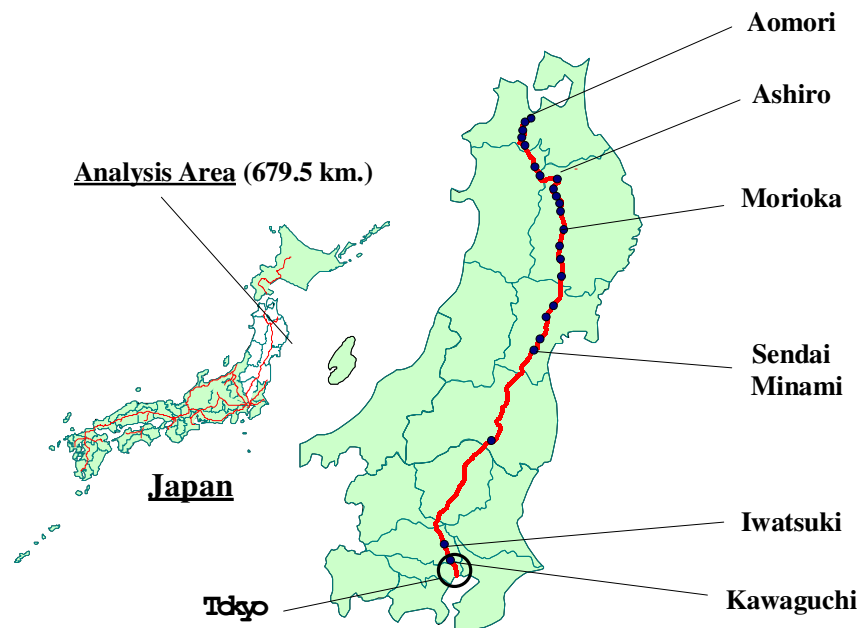 Aomori
Ashiro
Analysis Area (679.5 km.)
Morioka
Sendai
Minami
Japan
Iwatsuki
Kawaguchi
Tokyo